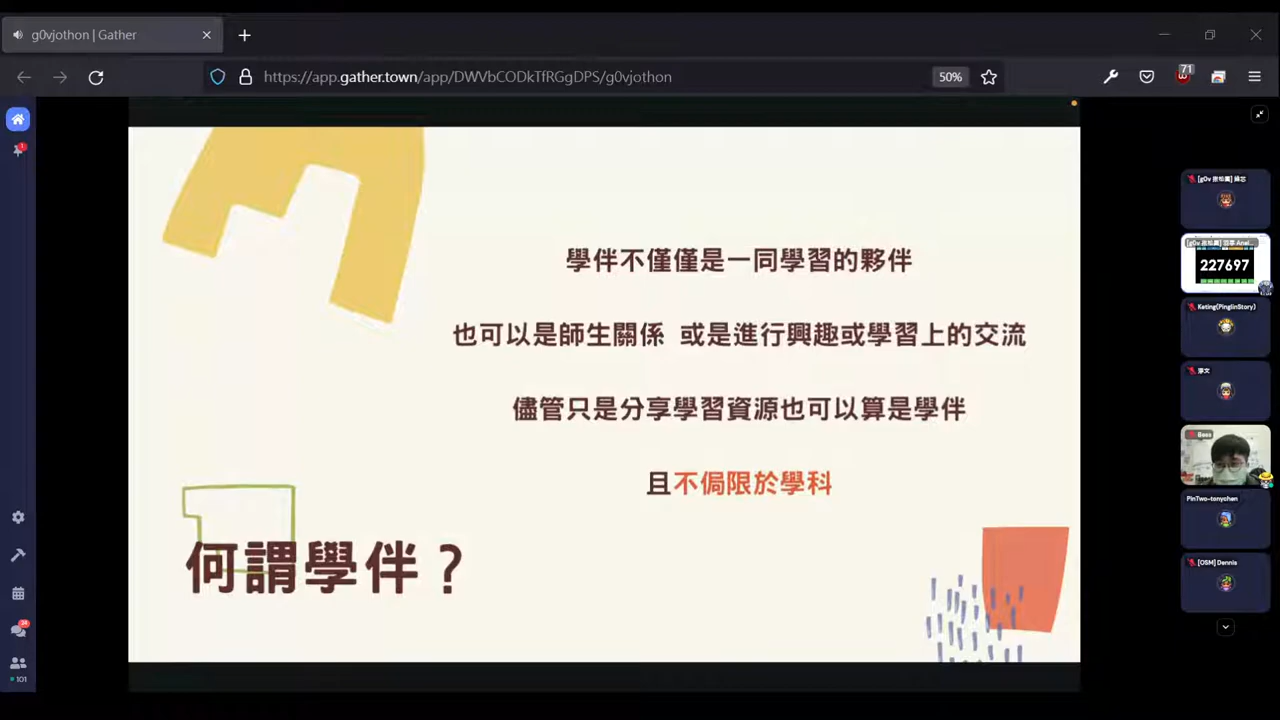 g0vjothon | Gather
https://app.gather.town/app/DWVbCODkTfRGgDPS/g0vjothon
50%
71
1
學伴不僅僅是一同學習的夥伴
也可以是師生關係 或是進行興趣或學習上的交流
儘管只是分享學習資源也可以算是學伴
且不侷限於學科
何謂學伴？
227697
Keting(PinglinStory)
Bess
PinTwo-tonychen
[OSM] Dennis
101